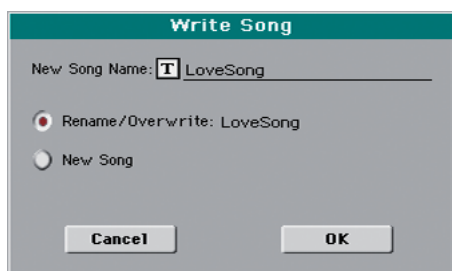 Write Song
New Song Name: T LoveSong
Rename/Overwrite: LoveSong
New Song
Cancel OK